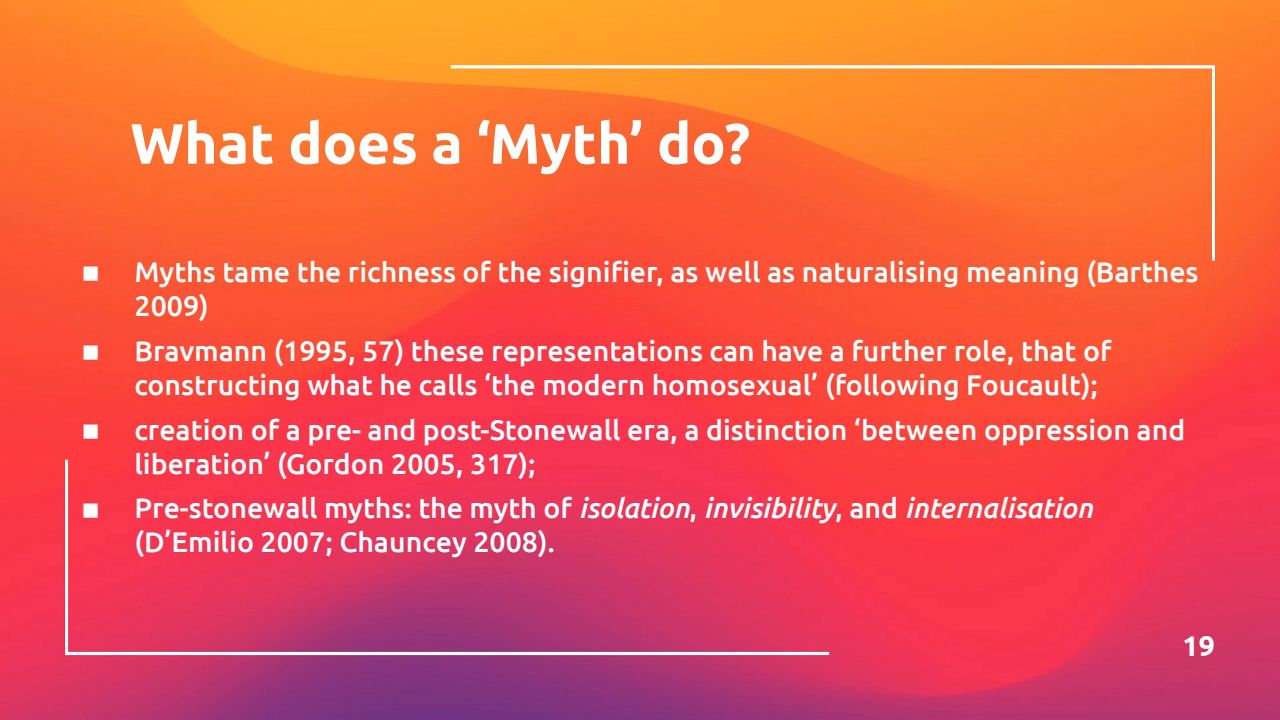 What does a ‘Myth’ do?
■ Myths tame the richness of the signifier, as well as naturalising meaning (Barthes
2009)
■ Bravmann (1995, 57) these representations can have a further role, that of
constructing what he calls ‘the modern homosexual’ (following Foucault);
■ creation of a pre- and post-Stonewall era, a distinction ‘between oppression and
liberation’ (Gordon 2005, 317);
■ Pre-stonewall myths: the myth of isolation, invisibility, and internalisation
(D’Emilio 2007; Chauncey 2008).
19